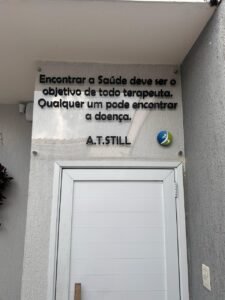 Encontrar a Saúde deve ser o
objetivo de todo terapeuta.
Qualquer um pode encontrar
a doença.
A.T.STILL